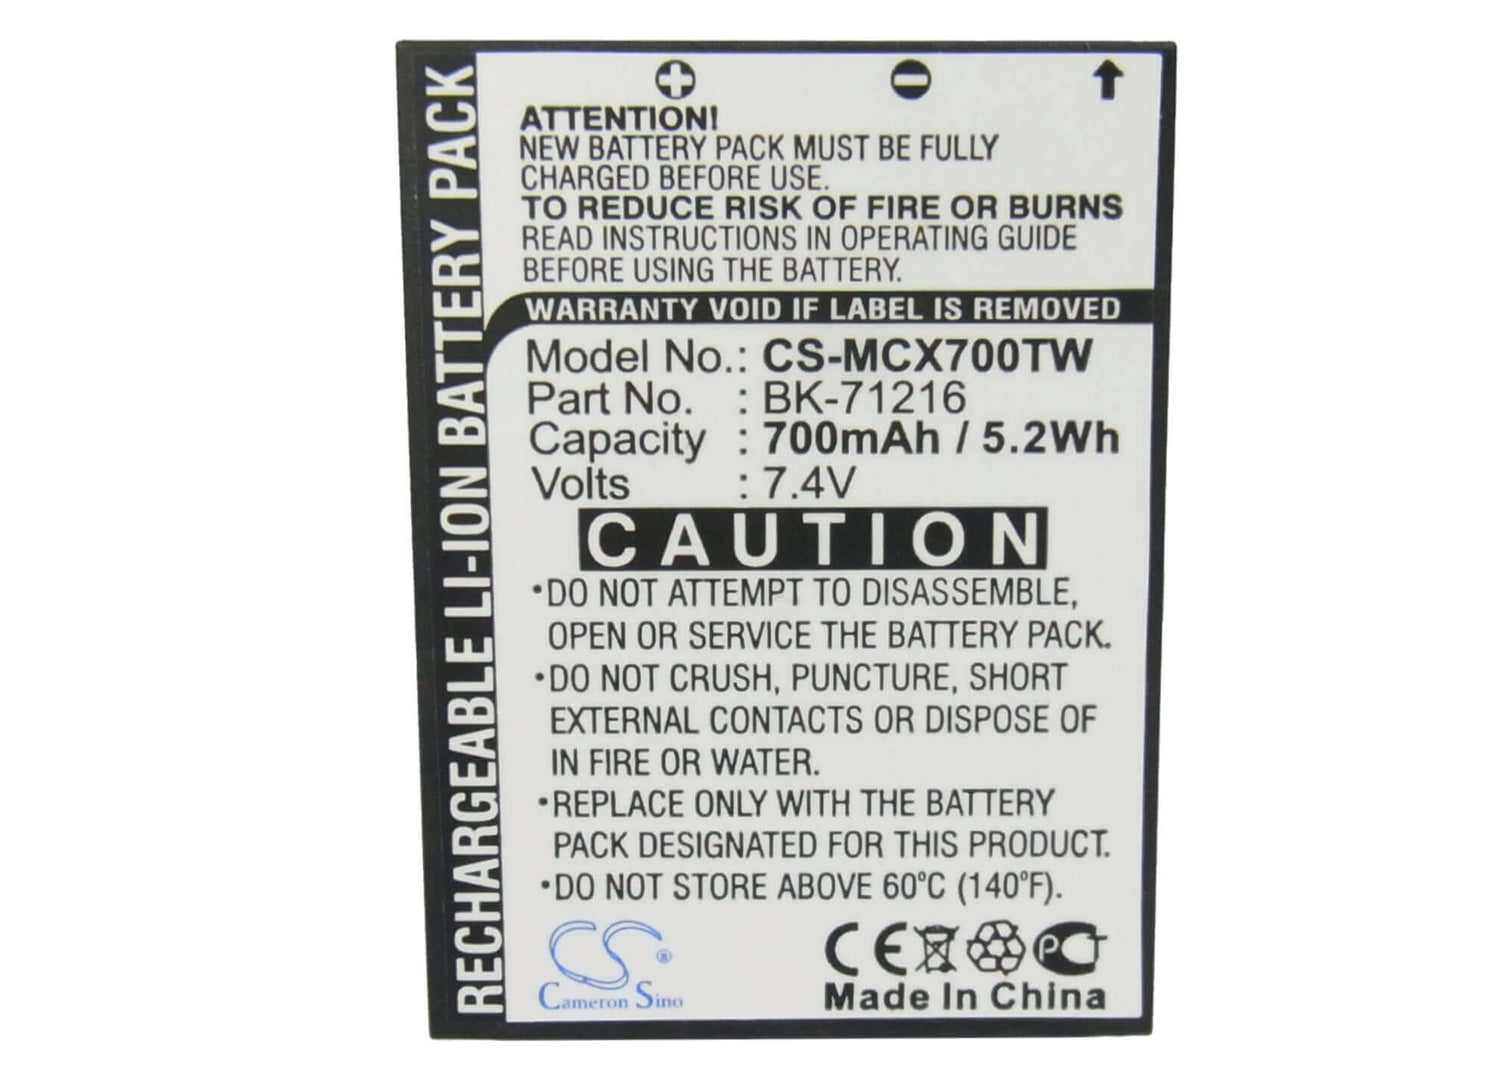 RECHARGEABLE LI-ION BATTERY PACK
ATTENTION!
NEW BATTERY PACK MUST BE FULLY
CHARGED BEFORE USE.
TO REDUCE RISK OF FIRE OR BURNS
READ INSTRUCTIONS IN OPERATING GUIDE
BEFORE USING THE BATTERY.
WARRANTY VOID IF LABEL IS REMOVED
Model No.: CS-MCX700TW
Part No. : BK-71216
Capacity : 700mAh / 5.2Wh
Volts : 7.4V
CAUTION
•DO NOT ATTEMPT TO DISASSEMBLE,
OPEN OR SERVICE THE BATTERY PACK.
•DO NOT CRUSH, PUNCTURE, SHORT
EXTERNAL CONTACTS OR DISPOSE OF
IN FIRE OR WATER.
•REPLACE ONLY WITH THE BATTERY
PACK DESIGNATED FOR THIS PRODUCT.
•DO NOT STORE ABOVE 60°C (140°F).
CS®
Cameron Sino
CE PCT
Made In China